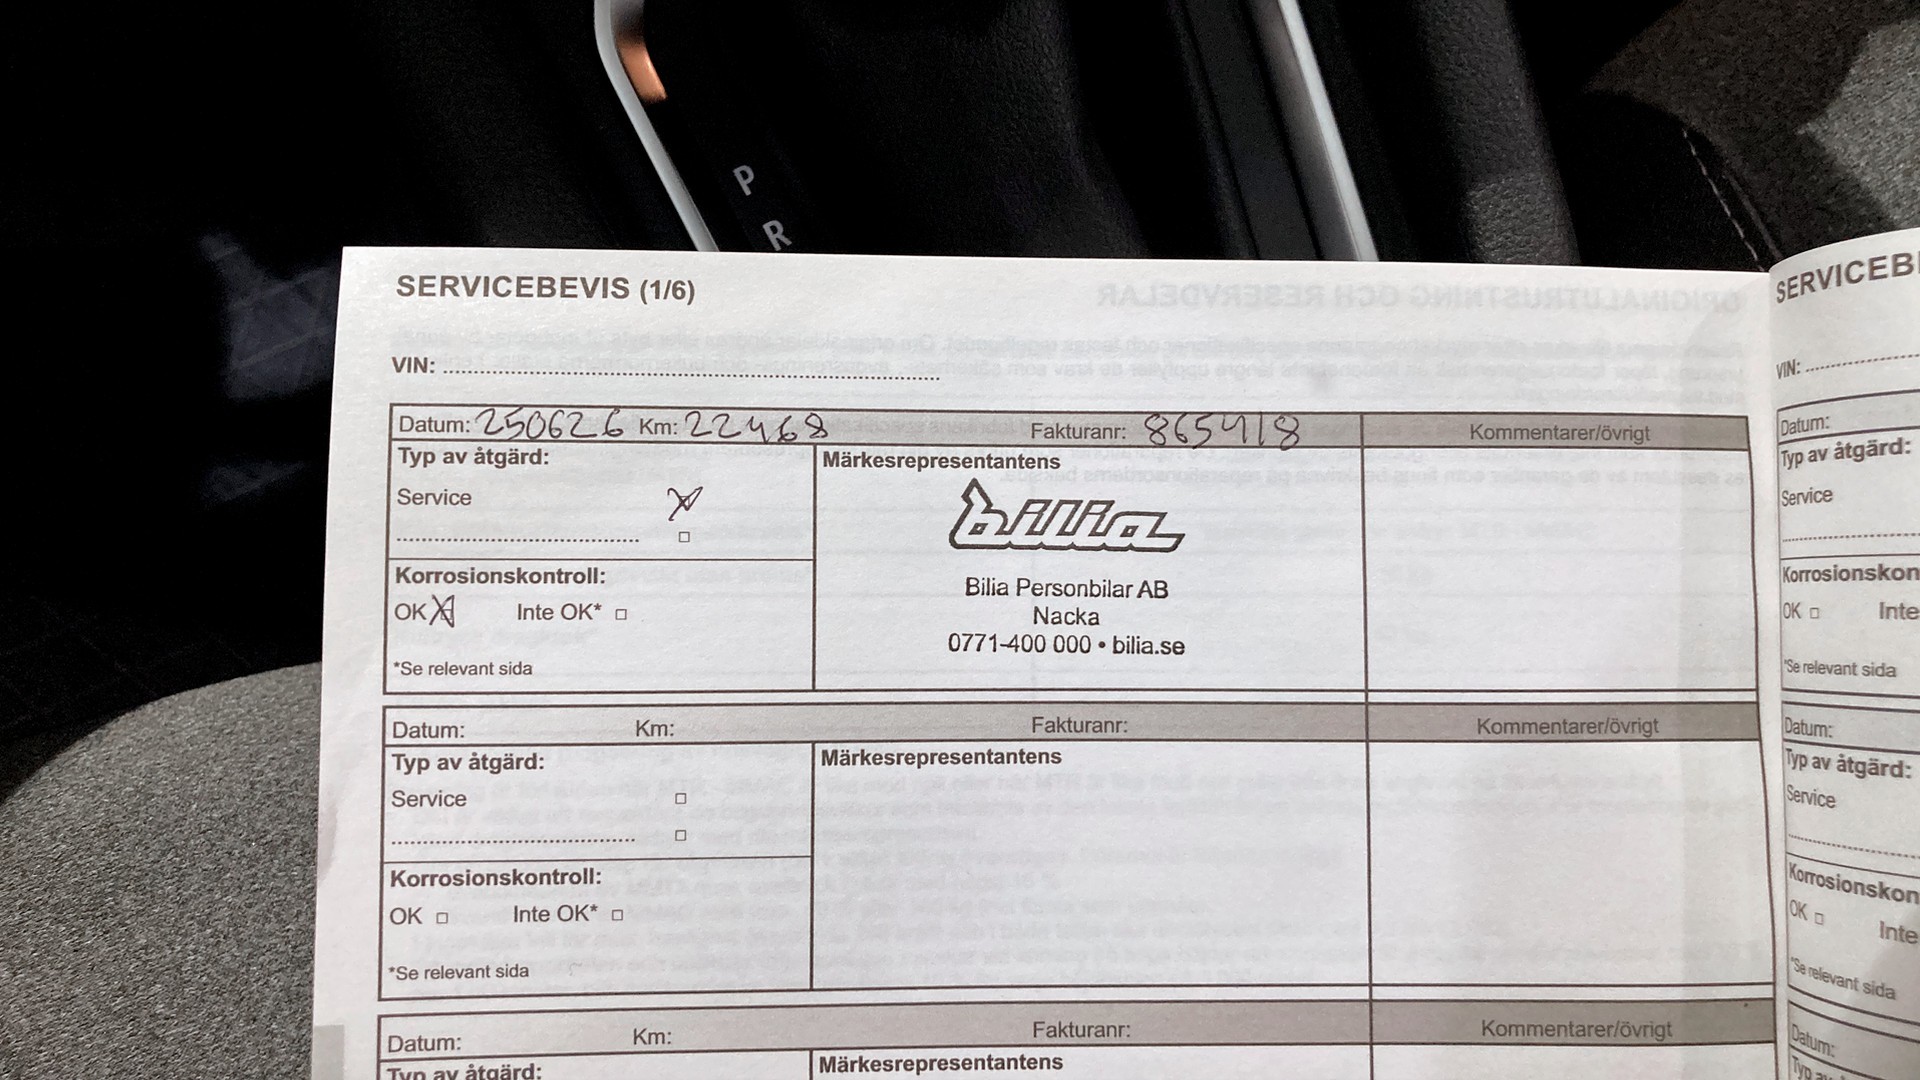 P
R
SERVICEBEVIS (1/6)
VIN:
Datum: 250626 Km: 22468 Fakturanr: 865418 Kommentarer/övrigt
Typ av åtgärd: Märkesrepresentantens
Service
bilia
Korrosionskontroll:
Bilia Personbilar AB
OK Inte OK*
Nacka
0771-400 000 • bilia.se
*Se relevant sida
Datum: Km: Fakturanr: Kommentarer/övrigt
Typ av åtgärd: Märkesrepresentantens
Service
Korrosionskontroll:
OK Inte OK*
*Se relevant sida
Datum: Km: Fakturanr: Kommentarer/övrigt
Typ av åtgärd: Märkesrepresentantens
SERVICEB
VIN:
Datum:
Typ av åtgärd:
Service
Korrosionskon
OK Inte
*Se relevant sida
Datum:
Typ av åtgärd:
Service
Korrosionskon
OK Inte
*Se relevant sida
Datum:
Typ av